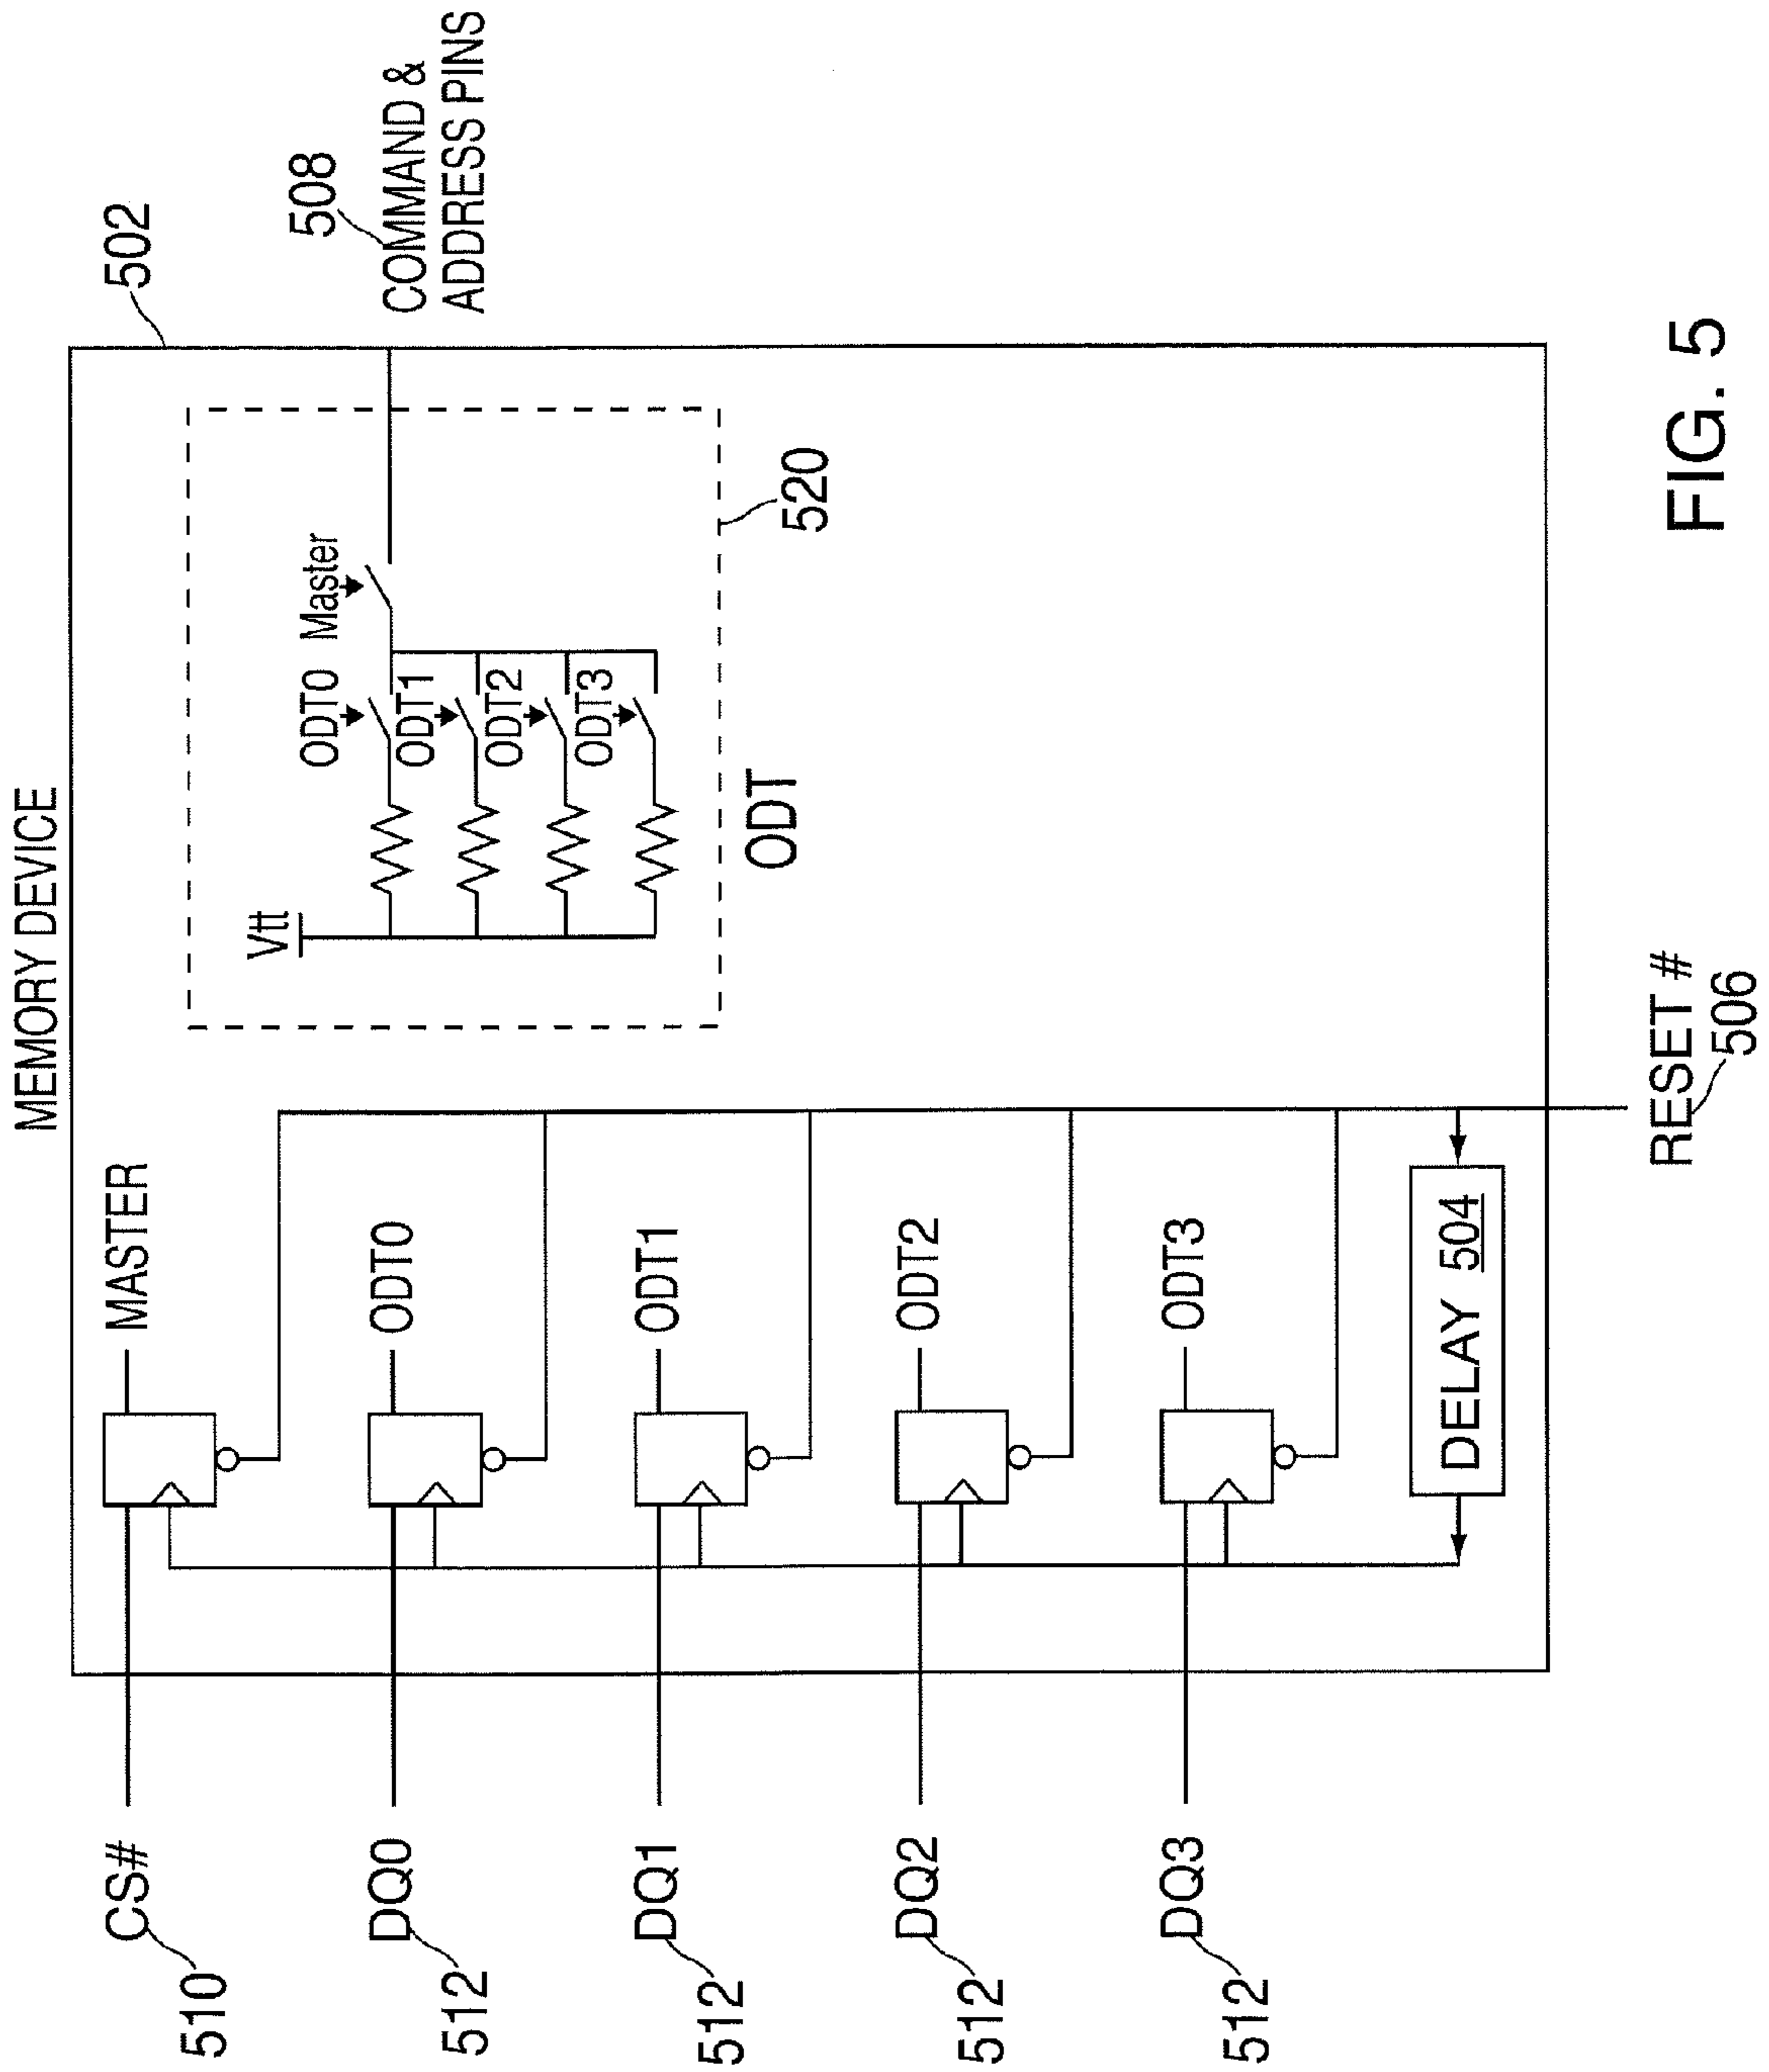 MEMORY DEVICE
502
508
COMMAND &
ADDRESS PINS
CS#
510
MASTER
DQ0
512
ODT0
DQ1
512
ODT1
DQ2
512
ODT2
DQ3
512
ODT3
DELAY 504
RESET #
506
Vtt
ODT0
Master
ODT1
ODT2
ODT3
ODT
520
FIG. 5